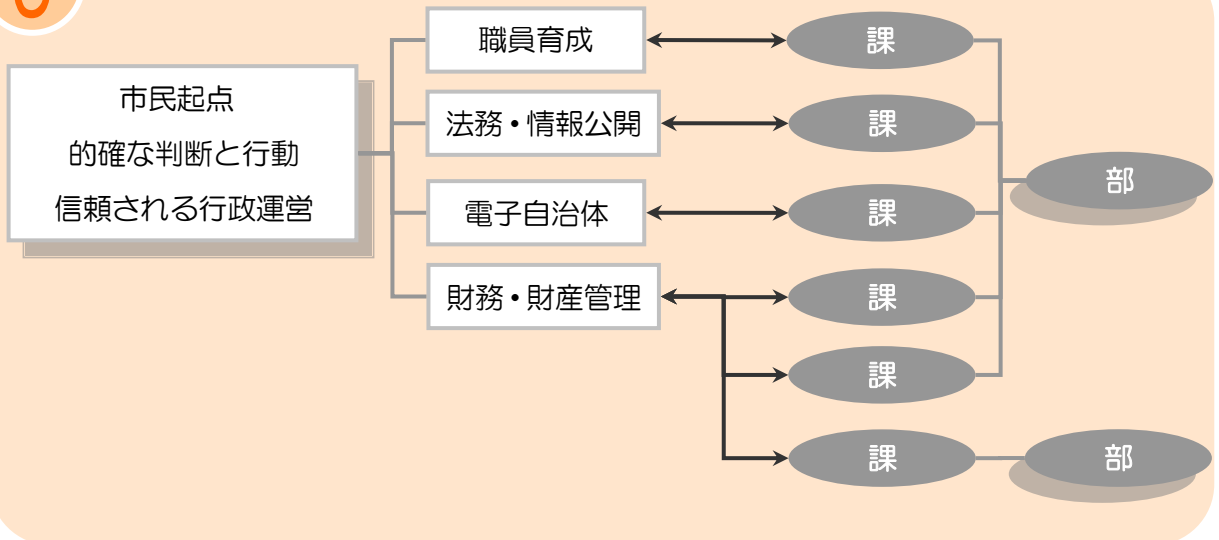 市民起点
的確な判断と行動
信頼される行政運営
職員育成
課
法務・情報公開
課
電子自治体
課
部
財務・財産管理
課
課
課
部